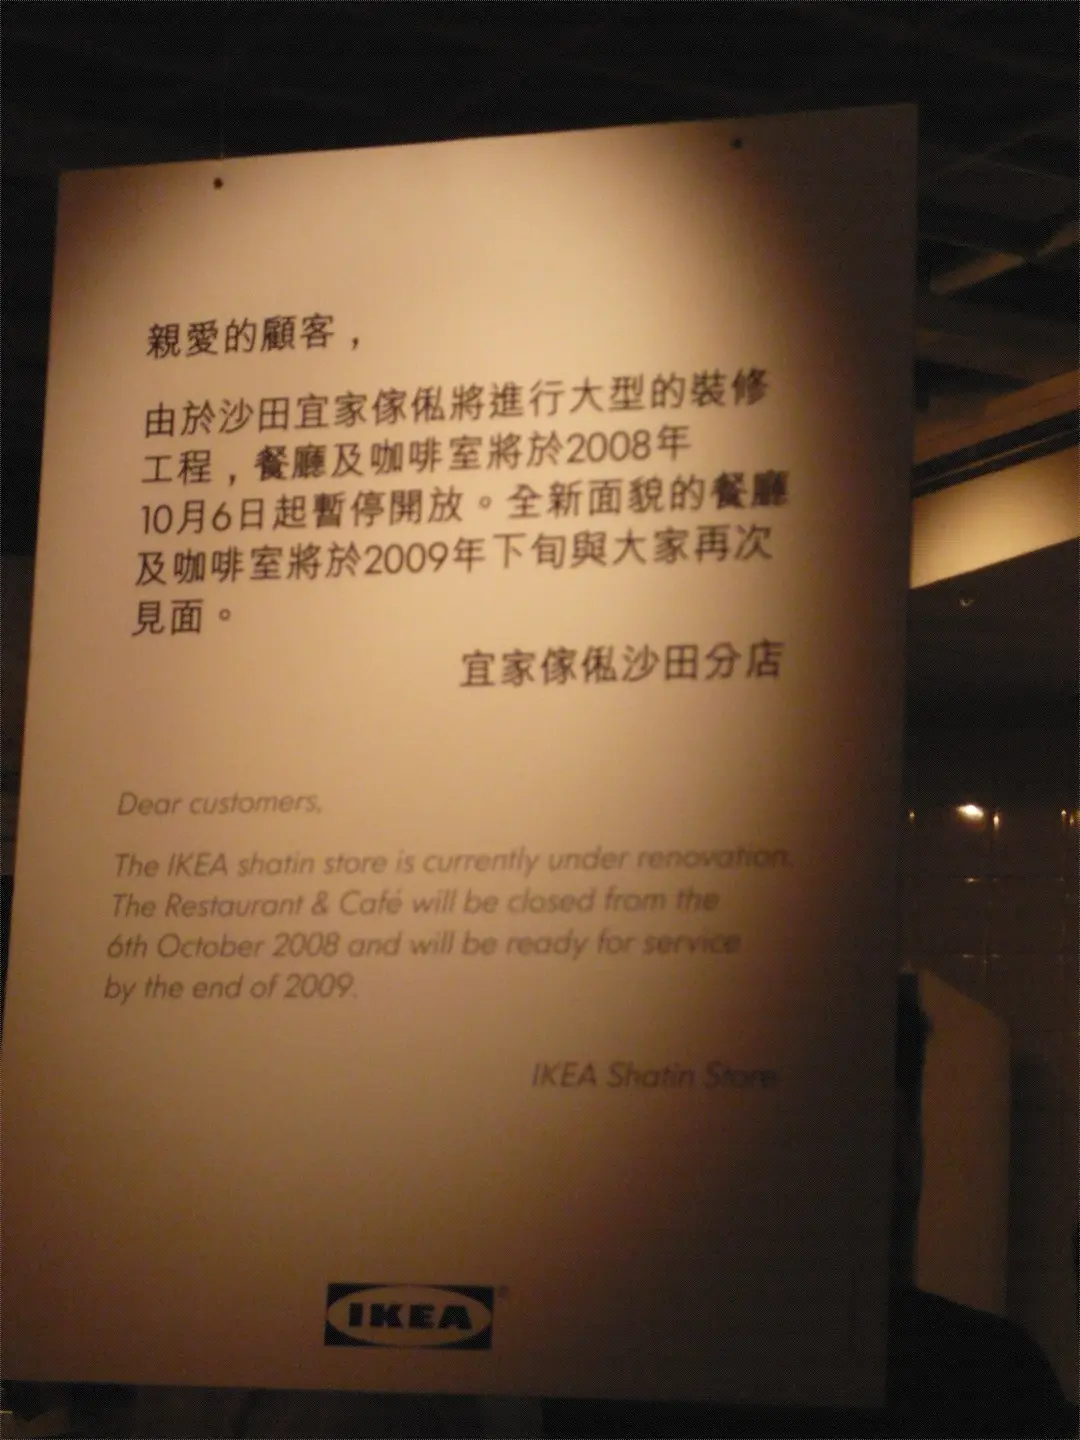 親愛的顧客，
由於沙田宜家傢俬將進行大型的裝修
工程，餐廳及咖啡室將於2008年
10月6日起暫停開放。全新面貌的餐廳
及咖啡室將於2009年下旬與大家再次
見面。
宜家傢俬沙田分店
Dear customers,
The IKEA shatin store is currently under renovation.
The Restaurant & Café will be closed from the
6th October 2008 and will be ready for service
by the end of 2009.
IKEA Shatin Store
IKEA®